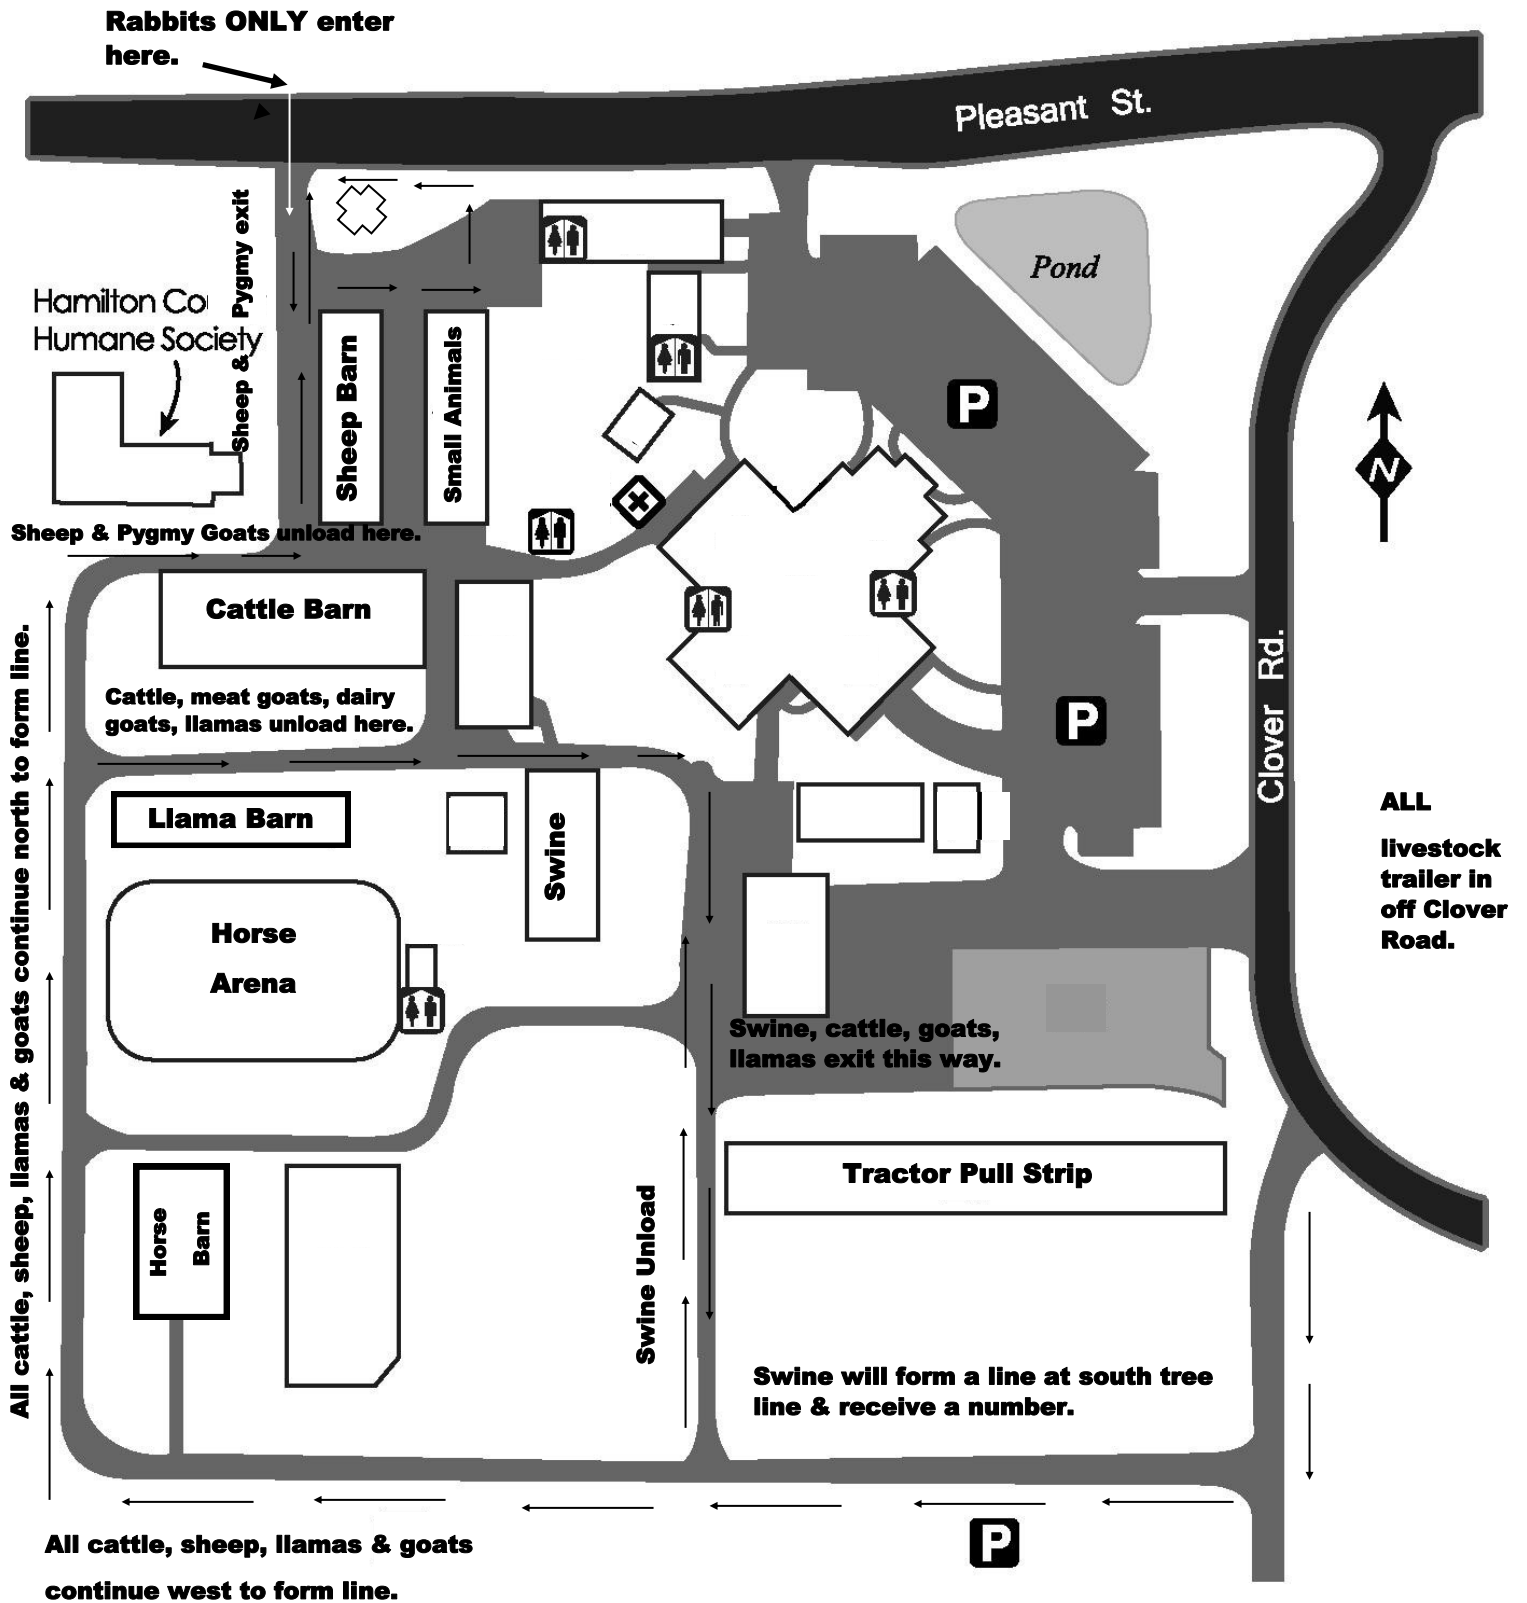 Rabbits ONLY enter
here.
Pleasant St.
Sheep & Pygmy exit
Hamilton Co
Humane Society
Pond
Sheep Barn
Small Animals
P
N
Sheep & Pygmy Goats unload here.
Cattle Barn
Cattle, meat goats, dairy
goats, llamas unload here.
Clover Rd.
P
All cattle, sheep, llamas & goats continue north to form line.
Llama Barn
Swine
ALL
livestock
trailer in
off Clover
Road.
Horse
Arena
Swine, cattle, goats,
llamas exit this way.
Tractor Pull Strip
Horse
Barn
Swine Unload
Swine will form a line at south tree
line & receive a number.
P
All cattle, sheep, llamas & goats
continue west to form line.